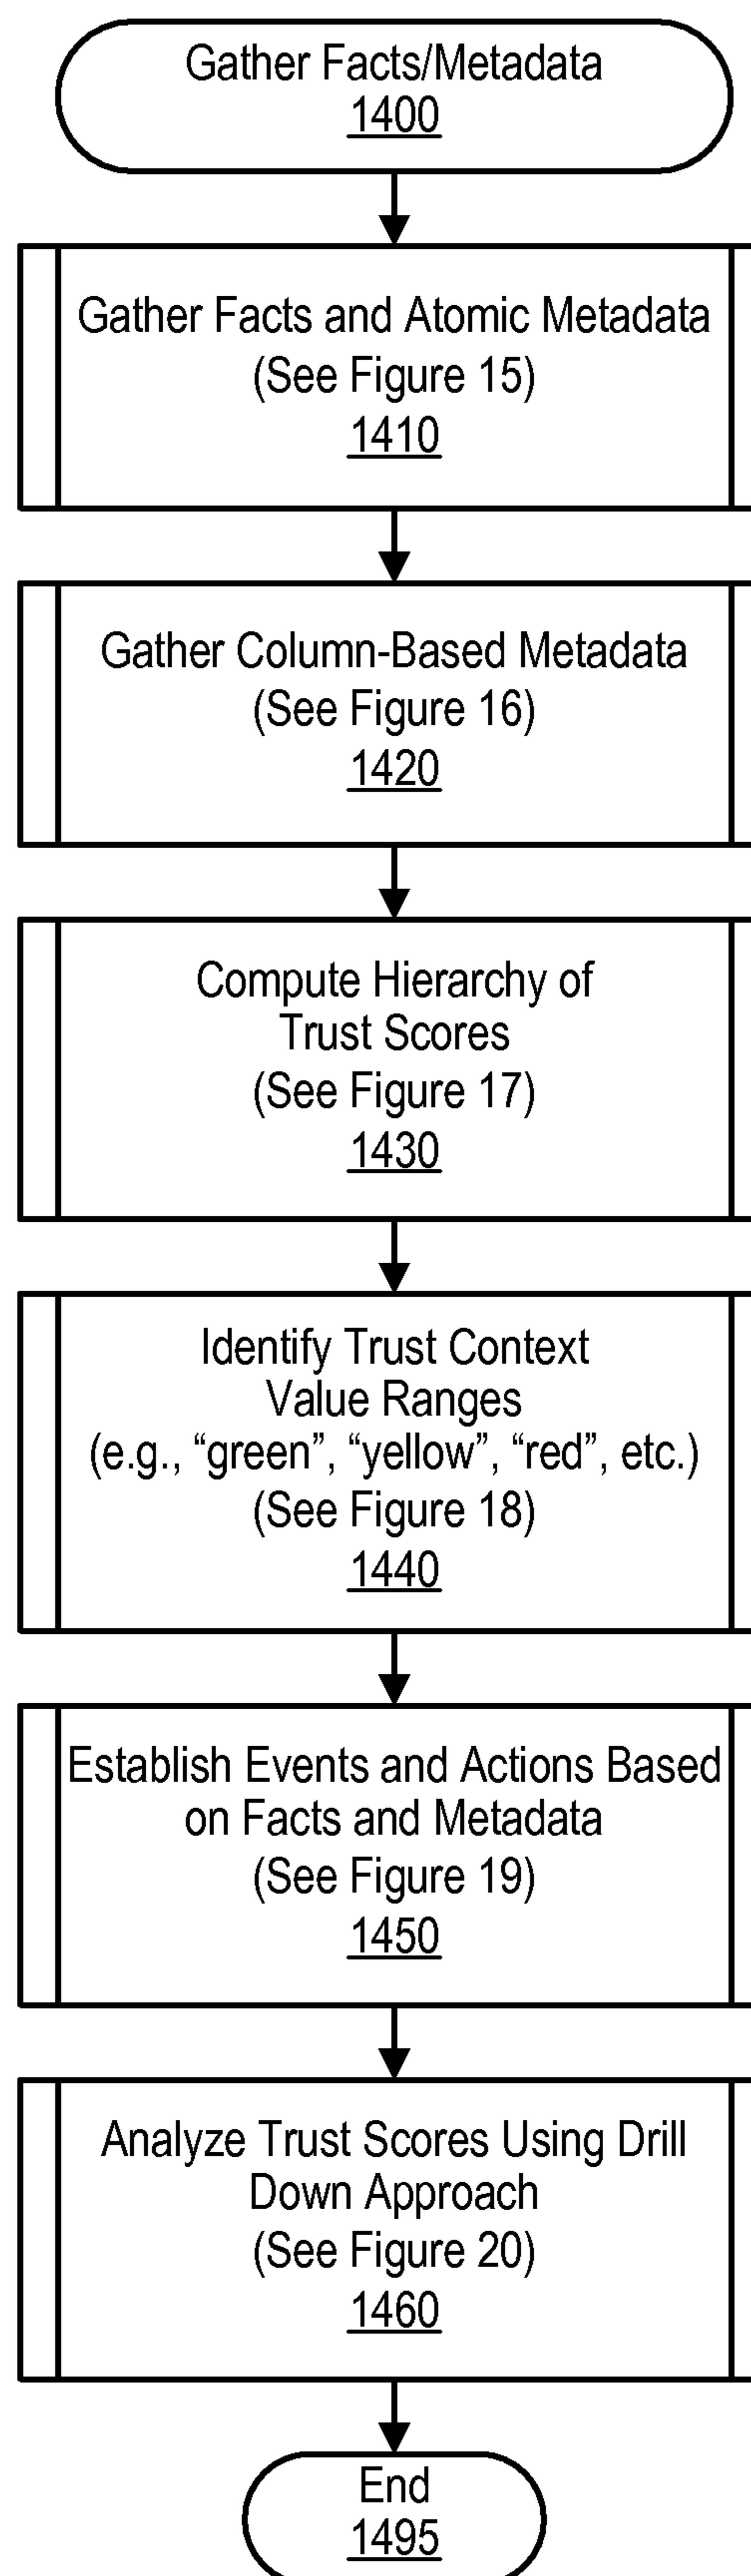 Gather Facts/Metadata
1400
Gather Facts and Atomic Metadata
(See Figure 15)
1410
Gather Column-Based Metadata
(See Figure 16)
1420
Compute Hierarchy of
Trust Scores
(See Figure 17)
1430
Identify Trust Context
Value Ranges
(e.g., “green”, “yellow”, “red”, etc.)
(See Figure 18)
1440
Establish Events and Actions Based
on Facts and Metadata
(See Figure 19)
1450
Analyze Trust Scores Using Drill
Down Approach
(See Figure 20)
1460
End
1495